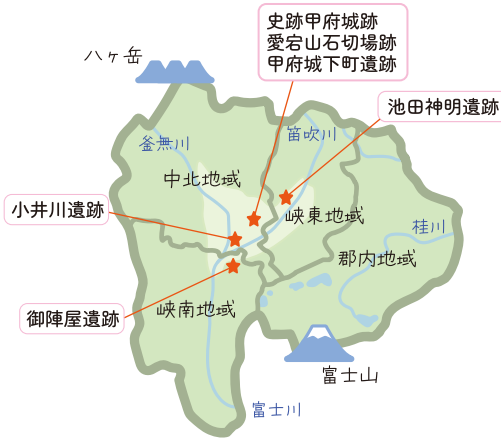 史跡甲府城跡
愛宕山石切場跡
甲府城下町遺跡
八ヶ岳
池田神明遺跡
釜無川
笛吹川
中北地域
小井川遺跡
峡東地域
桂川
郡内地域
御陣屋遺跡
峡南地域
富士山
富士川